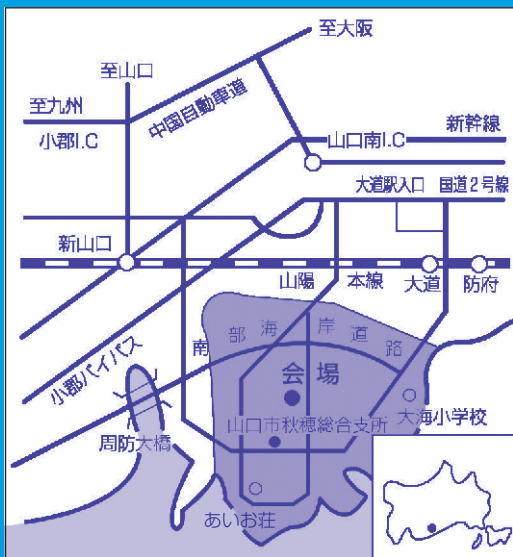 至大阪
至山口
至九州
中国自動車道
小郡I.C
山口南I.C
新幹線
大道駅入口
国道2号線
新山口
山陽
本線
大道
防府
南部海岸道路
小郡バイパス
会場
大海小学校
山口市秋穂総合支所
周防大橋
あいお荘